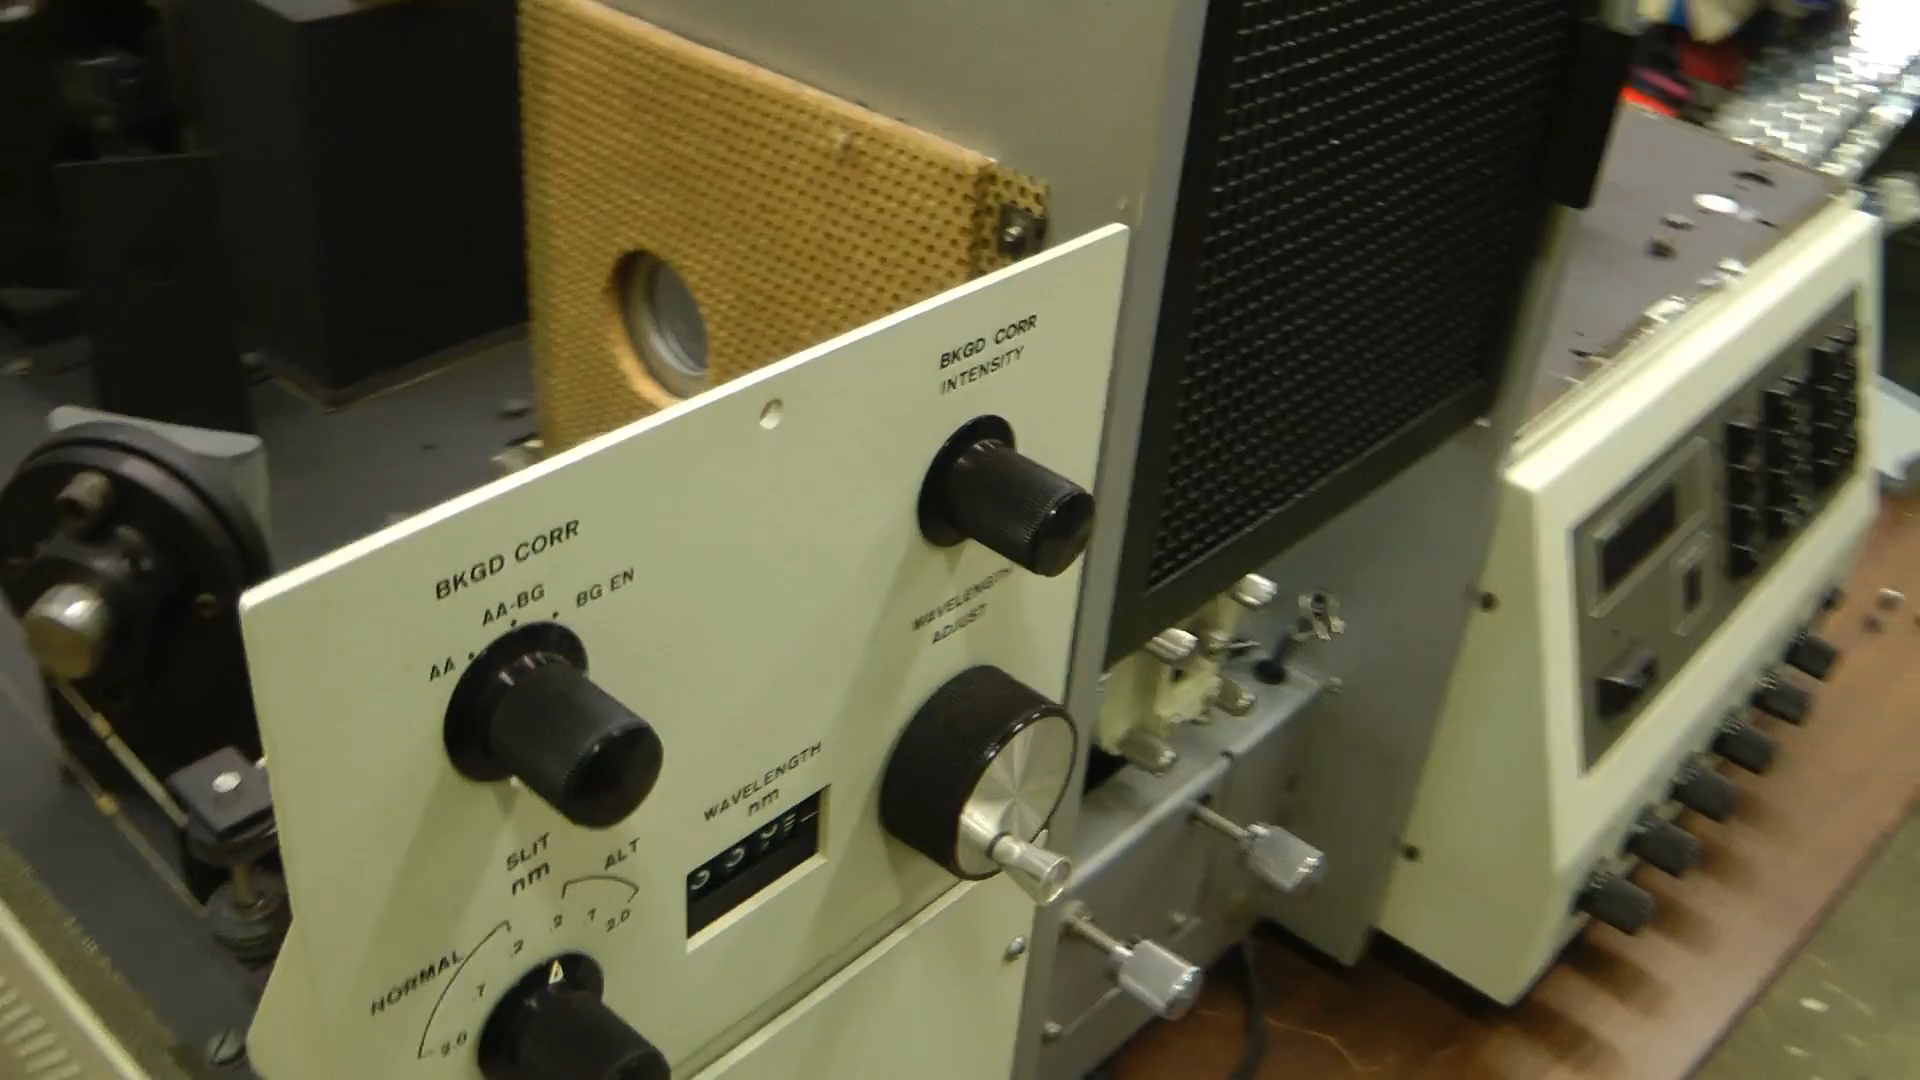 BKGD CORR
INTENSITY
BKGD CORR
AA-BG
BG EN
AA
WAVELENGTH
ADJUST
WAVELENGTH
nm
SLIT
nm
ALT
NORMAL
.2
.2
.7
2.0
.7
2.0